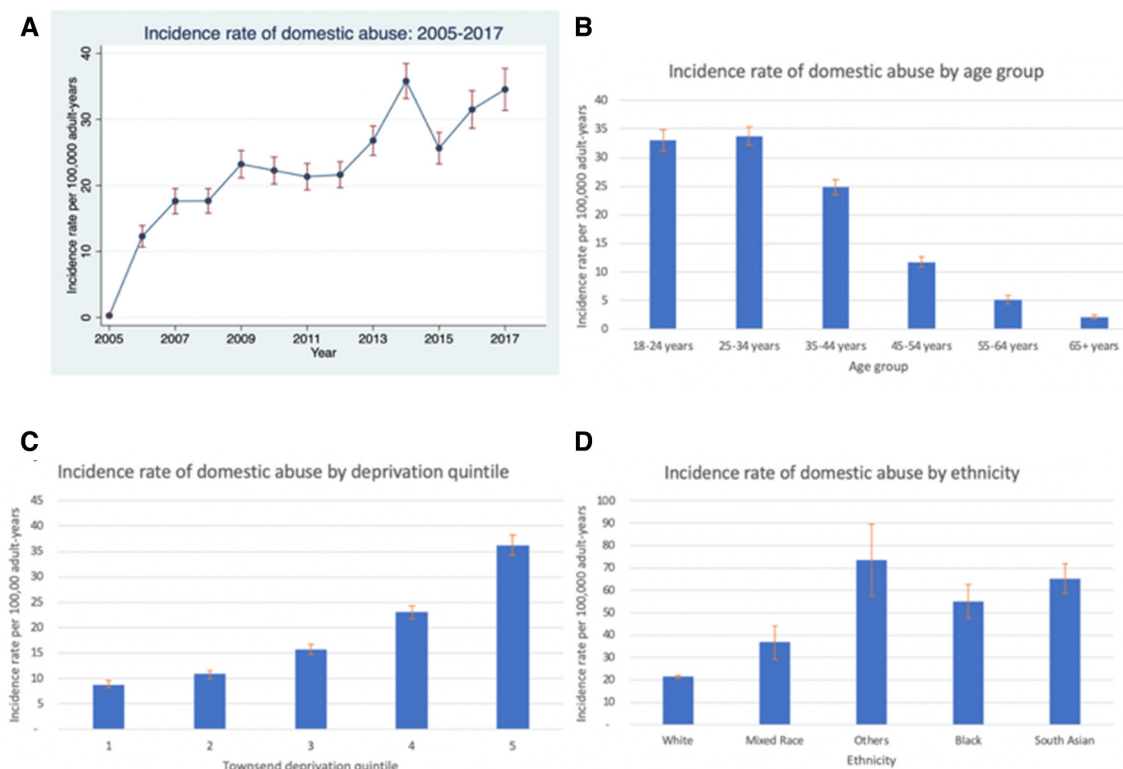 A
Incidence rate of domestic abuse: 2005-2017
Incidence rate per 100,000 adult-years
40
30
20
10
0
2005 2007 2009 2011 2013 2015 2017
Year
B
Incidence rate of domestic abuse by age group
Incidence rate per 100,000 adult-years
40
35
30
25
20
15
10
5
0
18-24 years 25-34 years 35-44 years 45-54 years 55-64 years 65+ years
Age group
C
Incidence rate of domestic abuse by deprivation quintile
Incidence rate per 100,00 adult-years
45
40
35
30
25
20
15
10
5
-
1 2 3 4 5
Townsend deprivation quintile
D
Incidence rate of domestic abuse by ethnicity
Incidence rate per 100,000 adult-years
100
90
80
70
60
50
40
30
20
10
-
White Mixed Race Others Black South Asian
Ethnicity